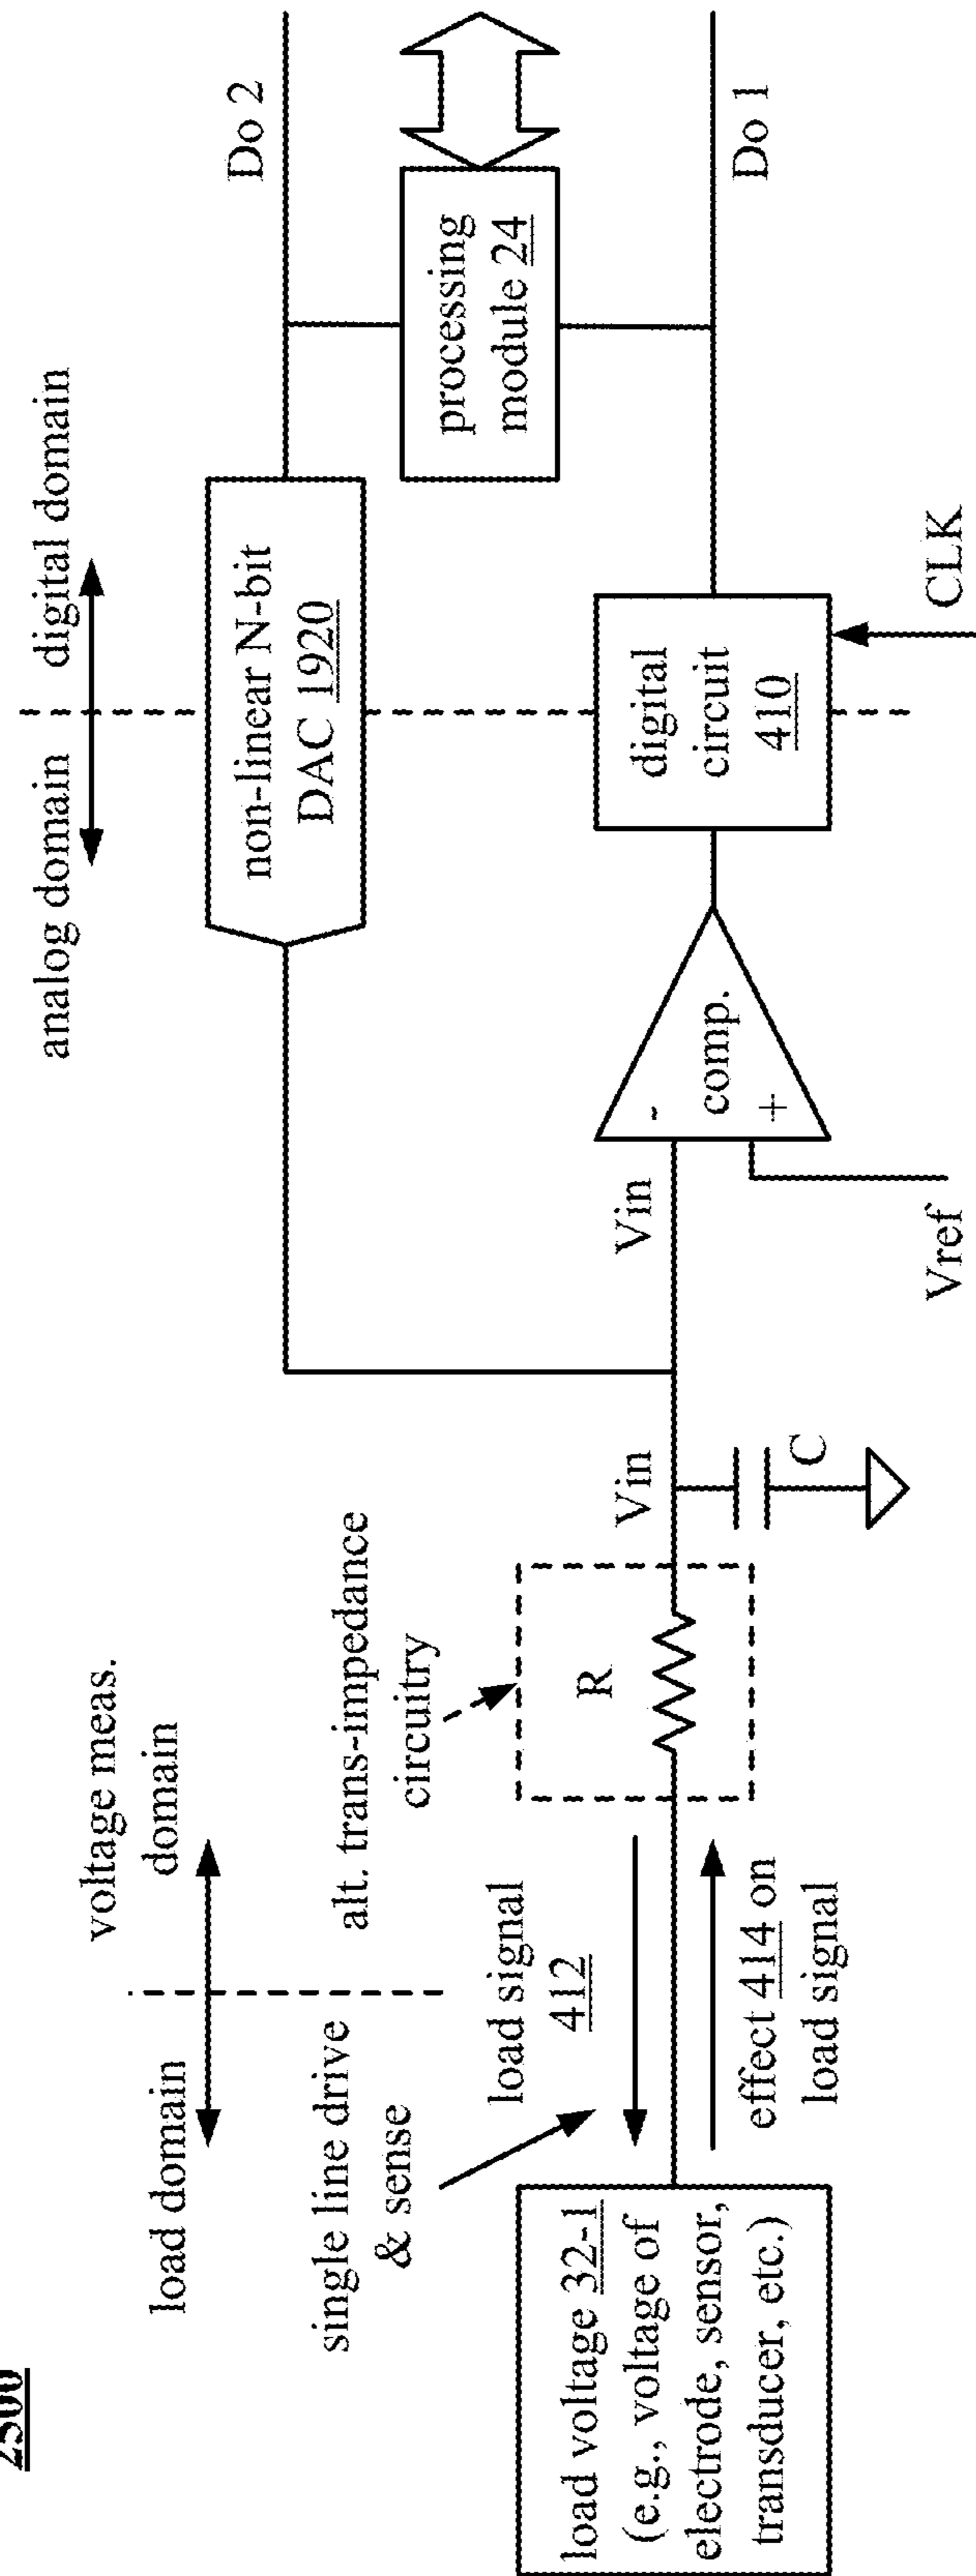 2500
load domain
voltage meas.
domain
analog domain
digital domain
single line drive
& sense
alt. trans-impedance
circuitry
load signal
412
effect 414 on
load signal
load voltage 32-1
(e.g., voltage of
electrode, sensor,
transducer, etc.)
R
Vin
C
Vin
Vref
-
comp.
+
non-linear N-bit
DAC 1920
digital
circuit
410
CLK
processing
module 24
Do 2
Do 1